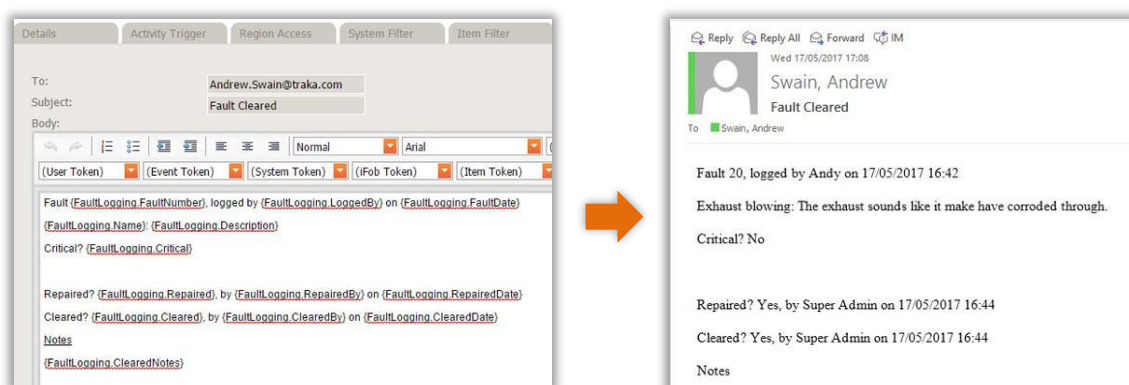 Details
Activity Trigger
Region Access
System Filter
Item Filter
To:
Andrew.Swain@traka.com
Subject:
Fault Cleared
Body:
Normal
Arial
(User Token)
(Event Token)
(System Token)
(iFob Token)
(Item Token)
Fault {FaultLogging.FaultNumber}, logged by {FaultLogging.LoggedBy} on {FaultLogging.FaultDate}
{FaultLogging.Name}: {FaultLogging.Description}
Critical? {FaultLogging.Critical}
Repaired? {FaultLogging.Repaired}, by {FaultLogging.RepairedBy} on {FaultLogging.RepairedDate}
Cleared? {FaultLogging.Cleared}, by {FaultLogging.ClearedBy} on {FaultLogging.ClearedDate}
Notes
{FaultLogging.ClearedNotes}
Reply Reply All Forward IM
Wed 17/05/2017 17:08
Swain, Andrew
Fault Cleared
To Swain, Andrew
Fault 20, logged by Andy on 17/05/2017 16:42
Exhaust blowing: The exhaust sounds like it make have corroded through.
Critical? No
Repaired? Yes, by Super Admin on 17/05/2017 16:44
Cleared? Yes, by Super Admin on 17/05/2017 16:44
Notes